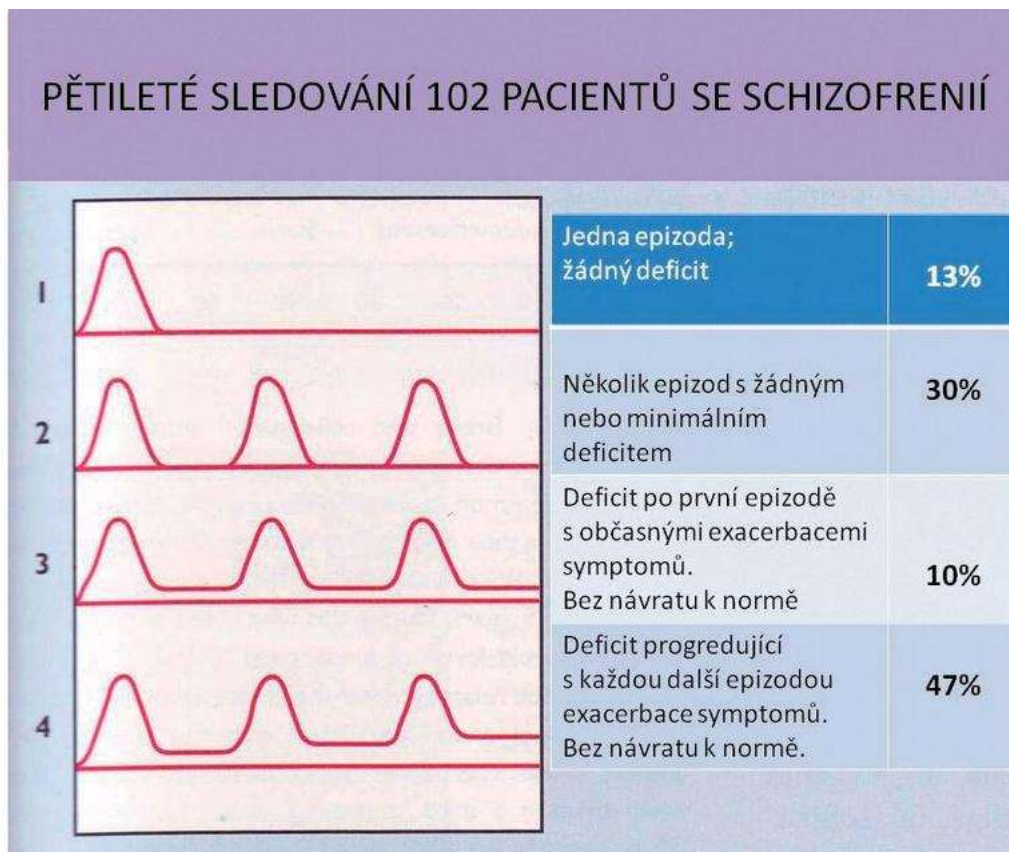 PĚTILETÉ SLEDOVÁNÍ 102 PACIENTŮ SE SCHIZOFRENIÍ
1
2
3
4
Jedna epizoda;
žádný deficit
13%
Několik epizod s žádným
nebo minimálním
deficitem
30%
Deficit po první epizodě
s občasnými exacerbacemi
symptomů.
Bez návratu k normě
10%
Deficit progredující
s každou další epizodou
exacerbace symptomů.
Bez návratu k normě.
47%